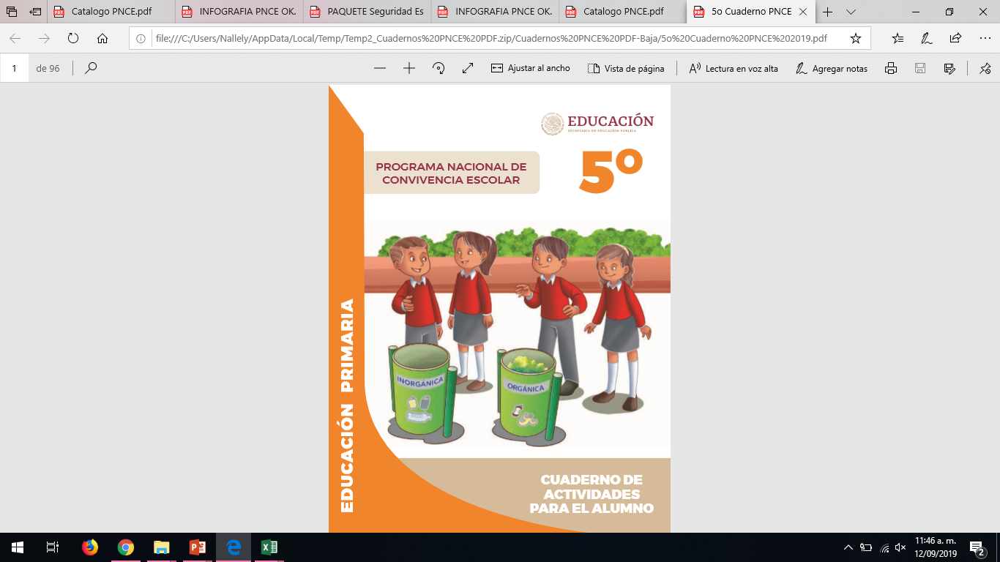 Catalogo PNCE.pdf
INFOGRAFIA PNCE OK.
PAQUETE Seguridad Es
INFOGRAFIA PNCE OK.
Catalogo PNCE.pdf
5o Cuaderno PNCE
file:///C:/Users/Nallely/AppData/Local/Temp/Temp2_Cuadernos%20PNCE%20PDF.zip/Cuadernos%20PNCE%20PDF-Baja/5o%20Cuaderno%20PNCE%202019.pdf
1 de 96
Ajustar al ancho
Vista de página
Lectura en voz alta
Agregar notas
EDUCACIÓN
SECRETARÍA DE EDUCACIÓN PÚBLICA
PROGRAMA NACIONAL DE
CONVIVENCIA ESCOLAR
5º
INORGÁNICA
ORGÁNICA
EDUCACIÓN PRIMARIA
CUADERNO DE
ACTIVIDADES
PARA EL ALUMNO
11:46 a. m.
12/09/2019
2